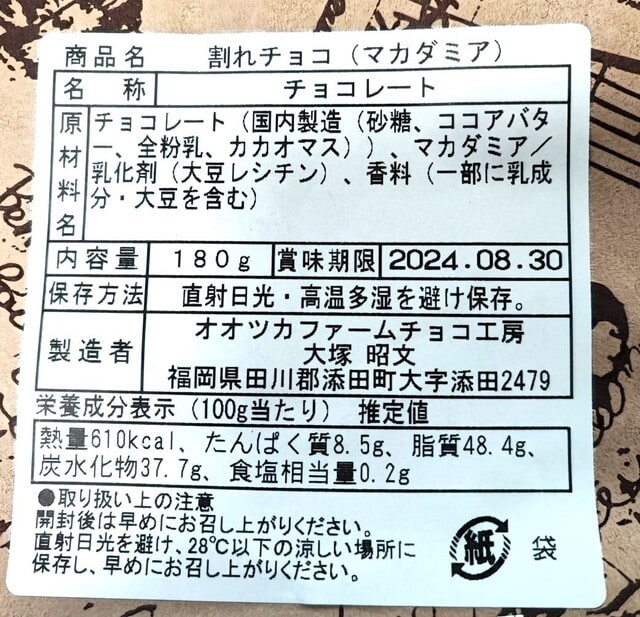 商品名 割れチョコ（マカダミア）
名称 チョコレート
原材料名 チョコレート（国内製造（砂糖、ココアバタ
ー、全粉乳、カカオマス））、マカダミア／
乳化剤（大豆レシチン）、香料（一部に乳成
分・大豆を含む）
内容量 180g 賞味期限 2024.08.30
保存方法 直射日光・高温多湿を避け保存。
製造者 オオツカファームチョコ工房
大塚 昭文
福岡県田川郡添田町大字添田2479
栄養成分表示（100g当たり） 推定値
熱量610kcal、たんぱく質8.5g、脂質48.4g、
炭水化物37.7g、食塩相当量0.2g
●取り扱い上の注意
開封後は早めにお召し上がりください。
直射日光を避け、28℃以下の涼しい場所に
保存し、早めにお召し上がりください。
紙 袋